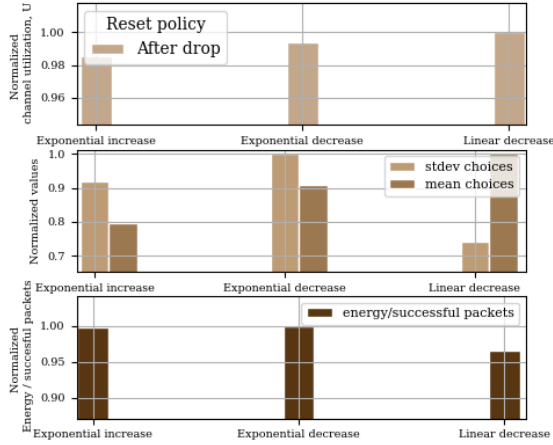 Normalized
channel utilization, U
1.00
0.98
0.96
Reset policy
After drop
Exponential increase
Exponential decrease
Linear decrease
Normalized values
1.0
0.9
0.8
0.7
stdev choices
mean choices
Exponential increase
Exponential decrease
Linear decrease
Normalized
Energy / succesful packets
1.00
0.95
0.90
energy/successful packets
Exponential increase
Exponential decrease
Linear decrease